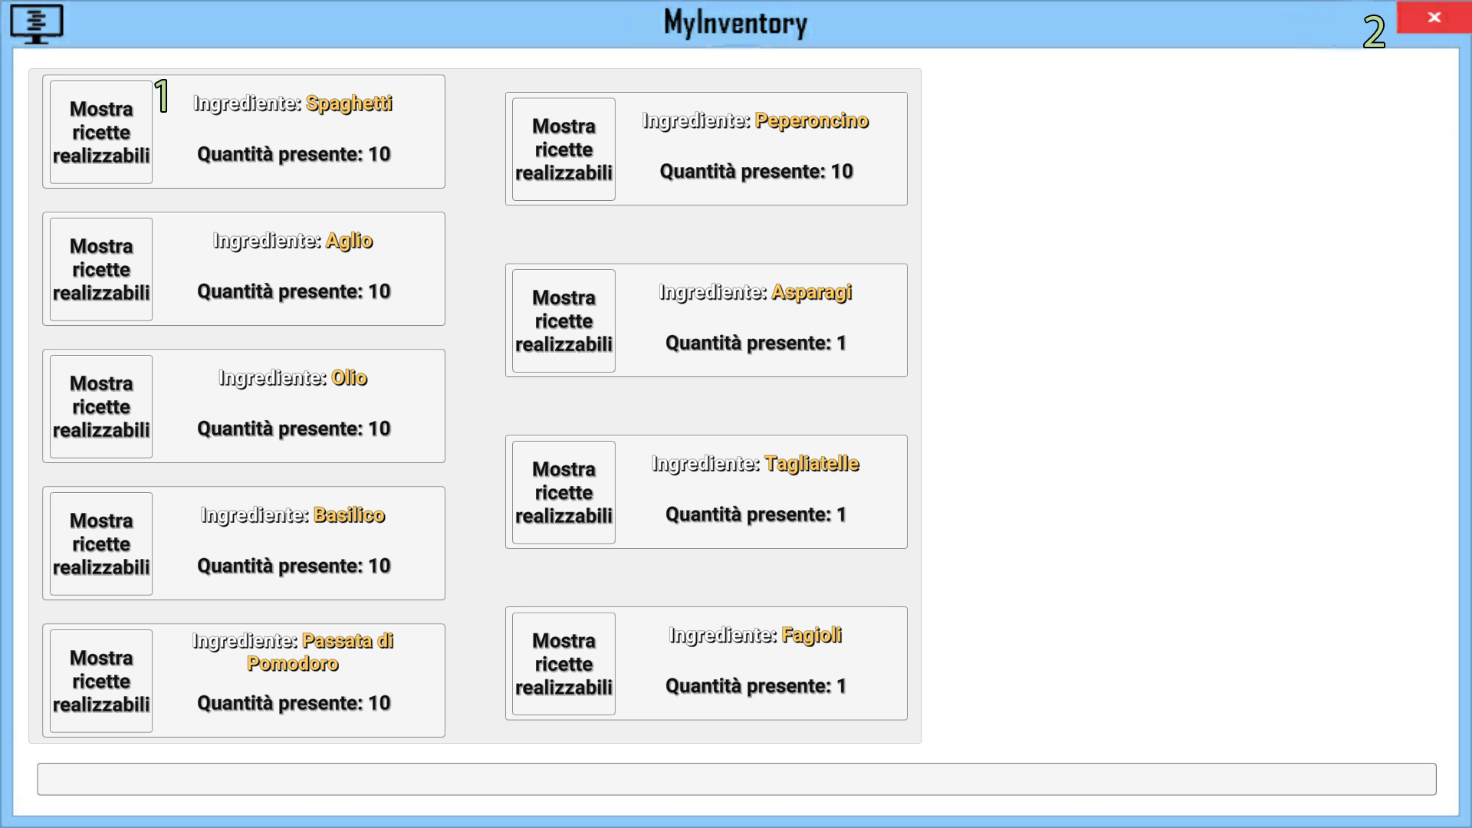 MyInventory
2
1
Mostra
ricette
realizzabili
Ingrediente: Spaghetti
Quantità presente: 10
Mostra
ricette
realizzabili
Ingrediente: Aglio
Quantità presente: 10
Mostra
ricette
realizzabili
Ingrediente: Olio
Quantità presente: 10
Mostra
ricette
realizzabili
Ingrediente: Basilico
Quantità presente: 10
Mostra
ricette
realizzabili
Ingrediente: Passata di
Pomodoro
Quantità presente: 10
Mostra
ricette
realizzabili
Ingrediente: Peperoncino
Quantità presente: 10
Mostra
ricette
realizzabili
Ingrediente: Asparagi
Quantità presente: 1
Mostra
ricette
realizzabili
Ingrediente: Tagliatelle
Quantità presente: 1
Mostra
ricette
realizzabili
Ingrediente: Fagioli
Quantità presente: 1